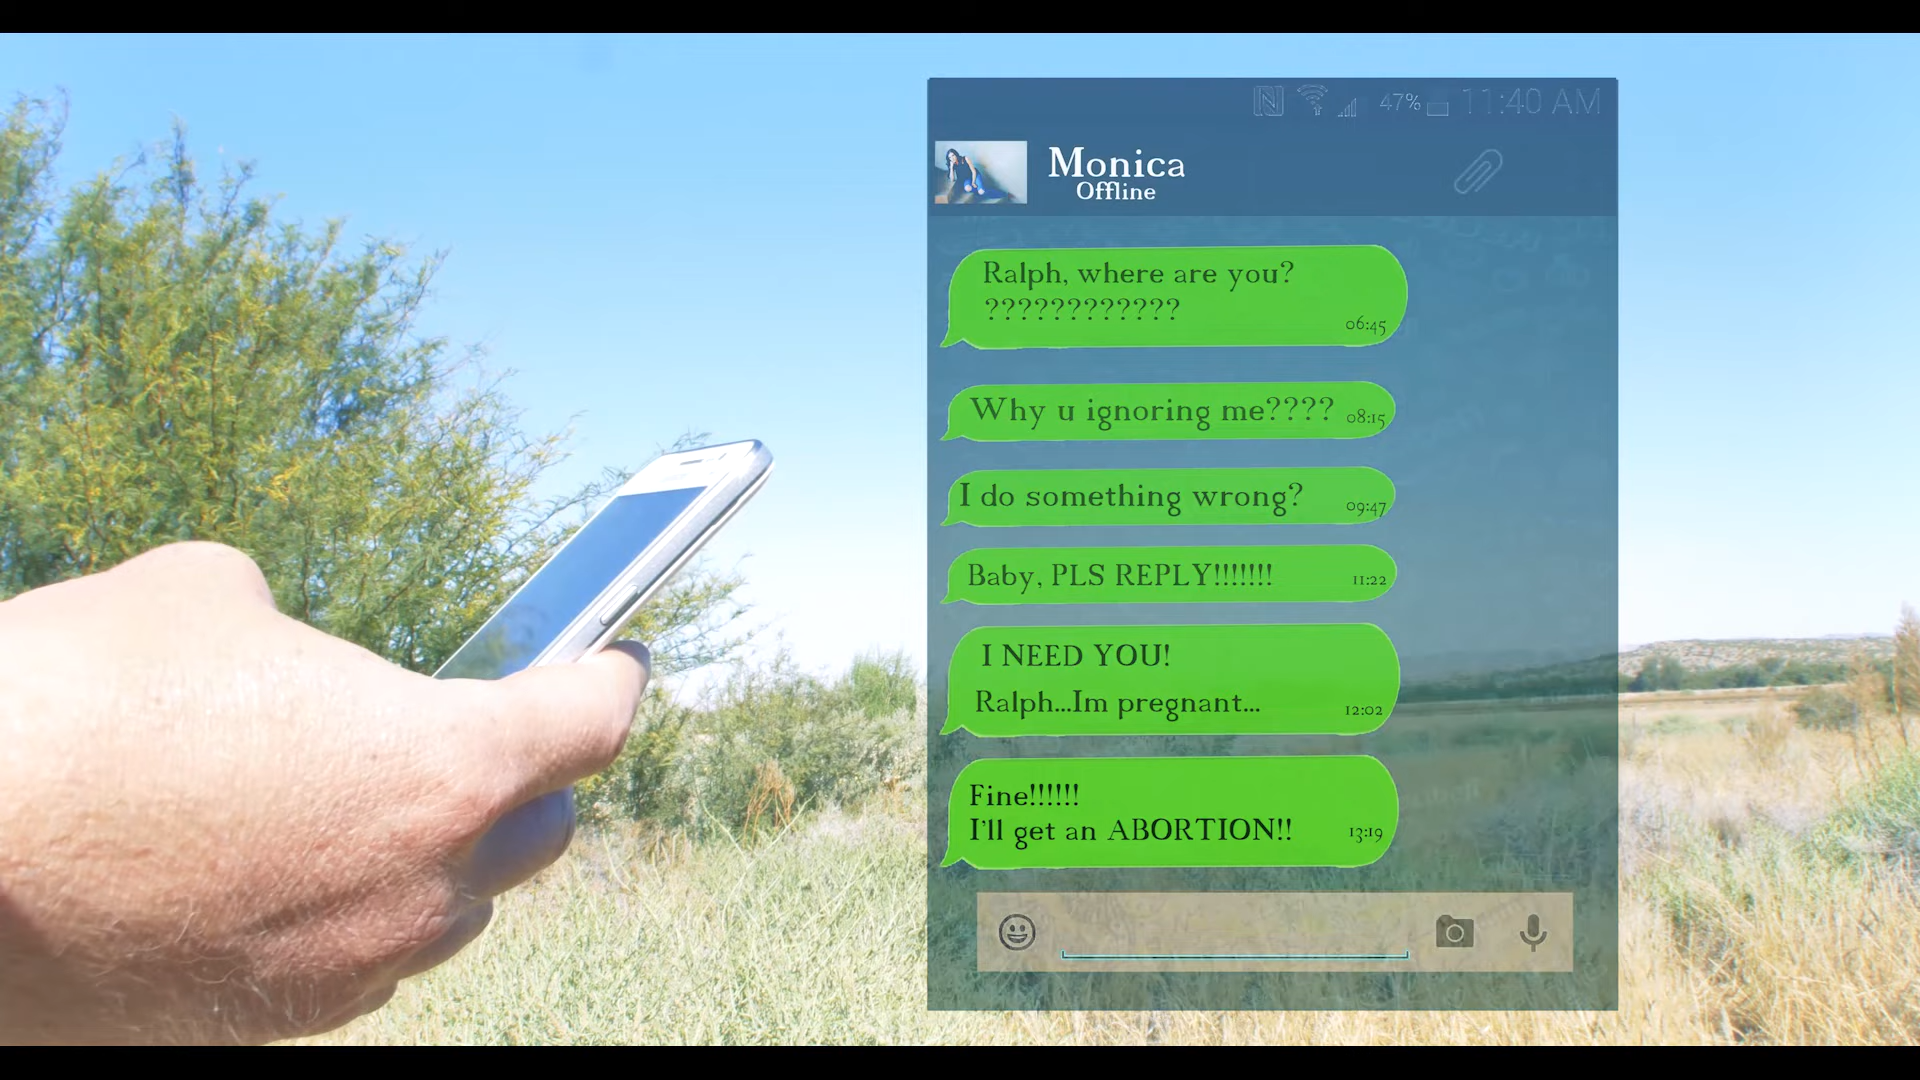 47% 11:40 AM
Monica
Offline
Ralph, where are you?
????????????
06:45
Why u ignoring me???? 08:15
I do something wrong? 09:47
Baby, PLS REPLY!!!!!!! 11:22
I NEED YOU!
Ralph...Im pregnant... 12:02
Fine!!!!!!
I'll get an ABORTION!! 13:19